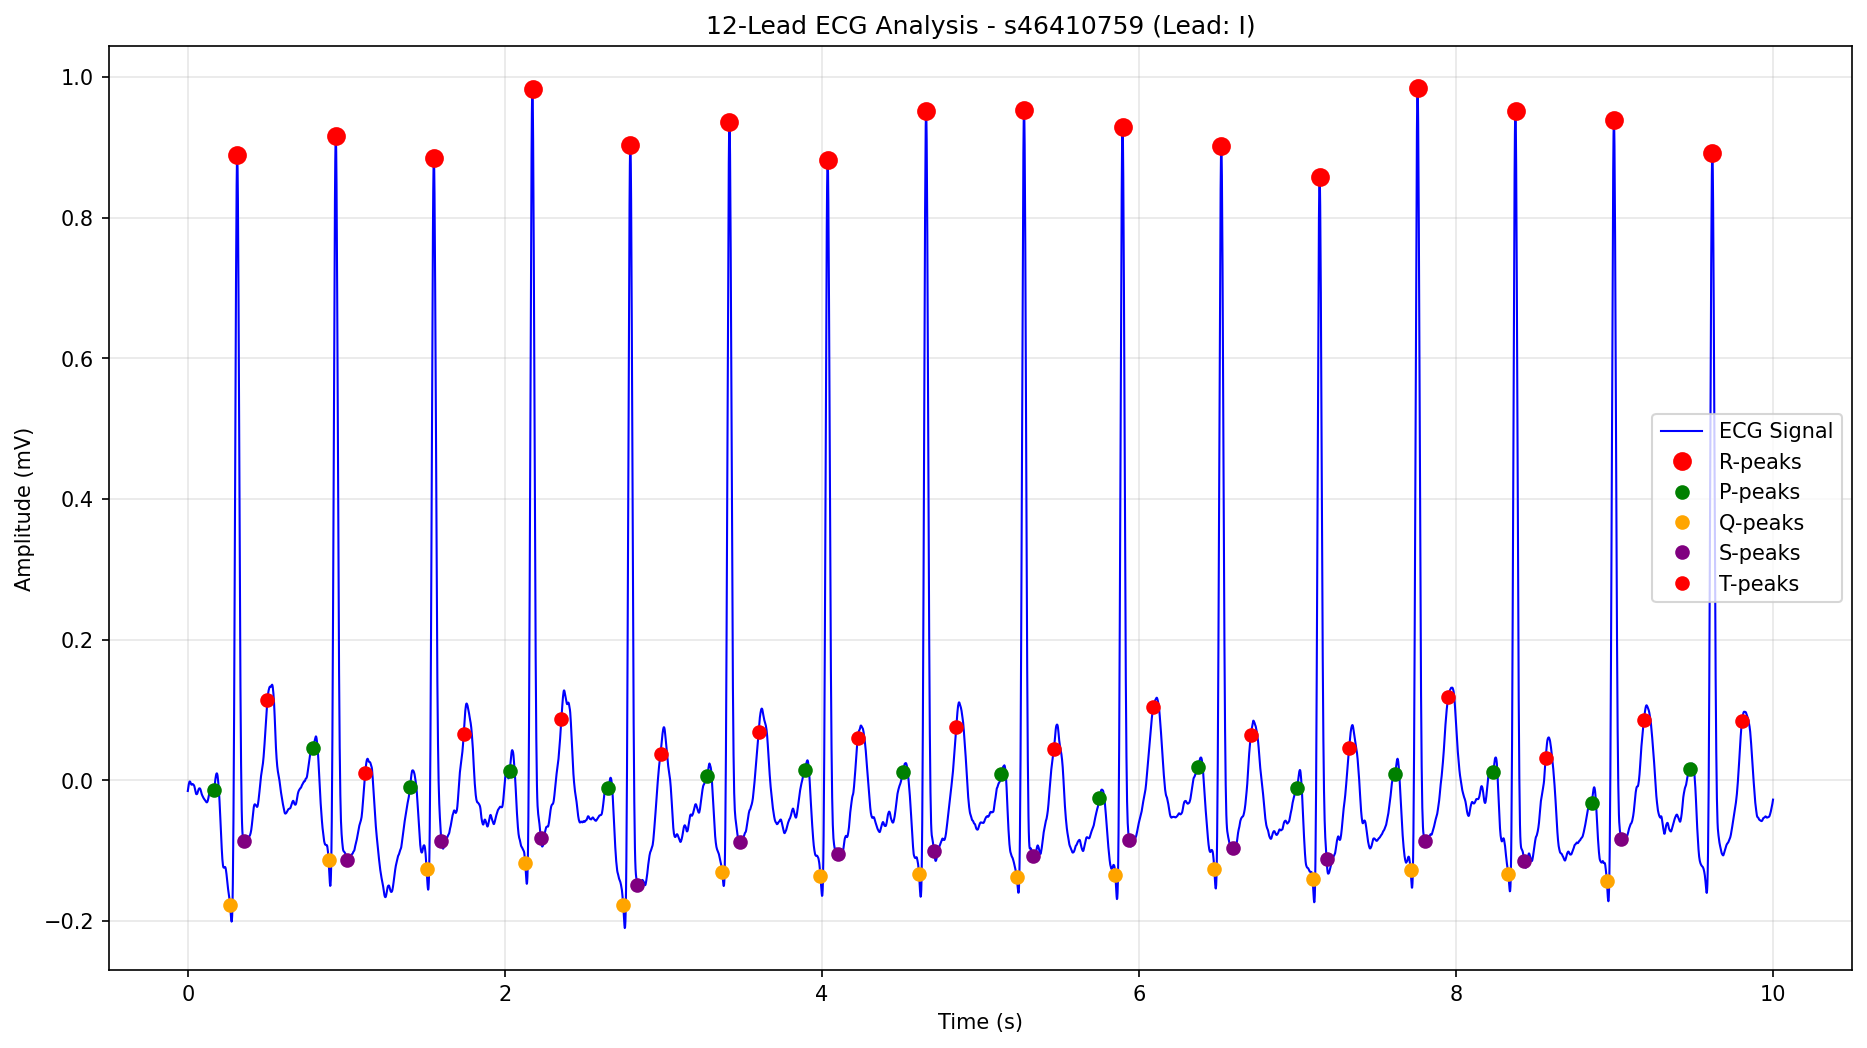 12-Lead ECG Analysis - s46410759 (Lead: I)
1.0
0.8
0.6
0.4
0.2
0.0
−0.2
Amplitude (mV)
ECG Signal
R-peaks
P-peaks
Q-peaks
S-peaks
T-peaks
0 2 4 6 8 10
Time (s)